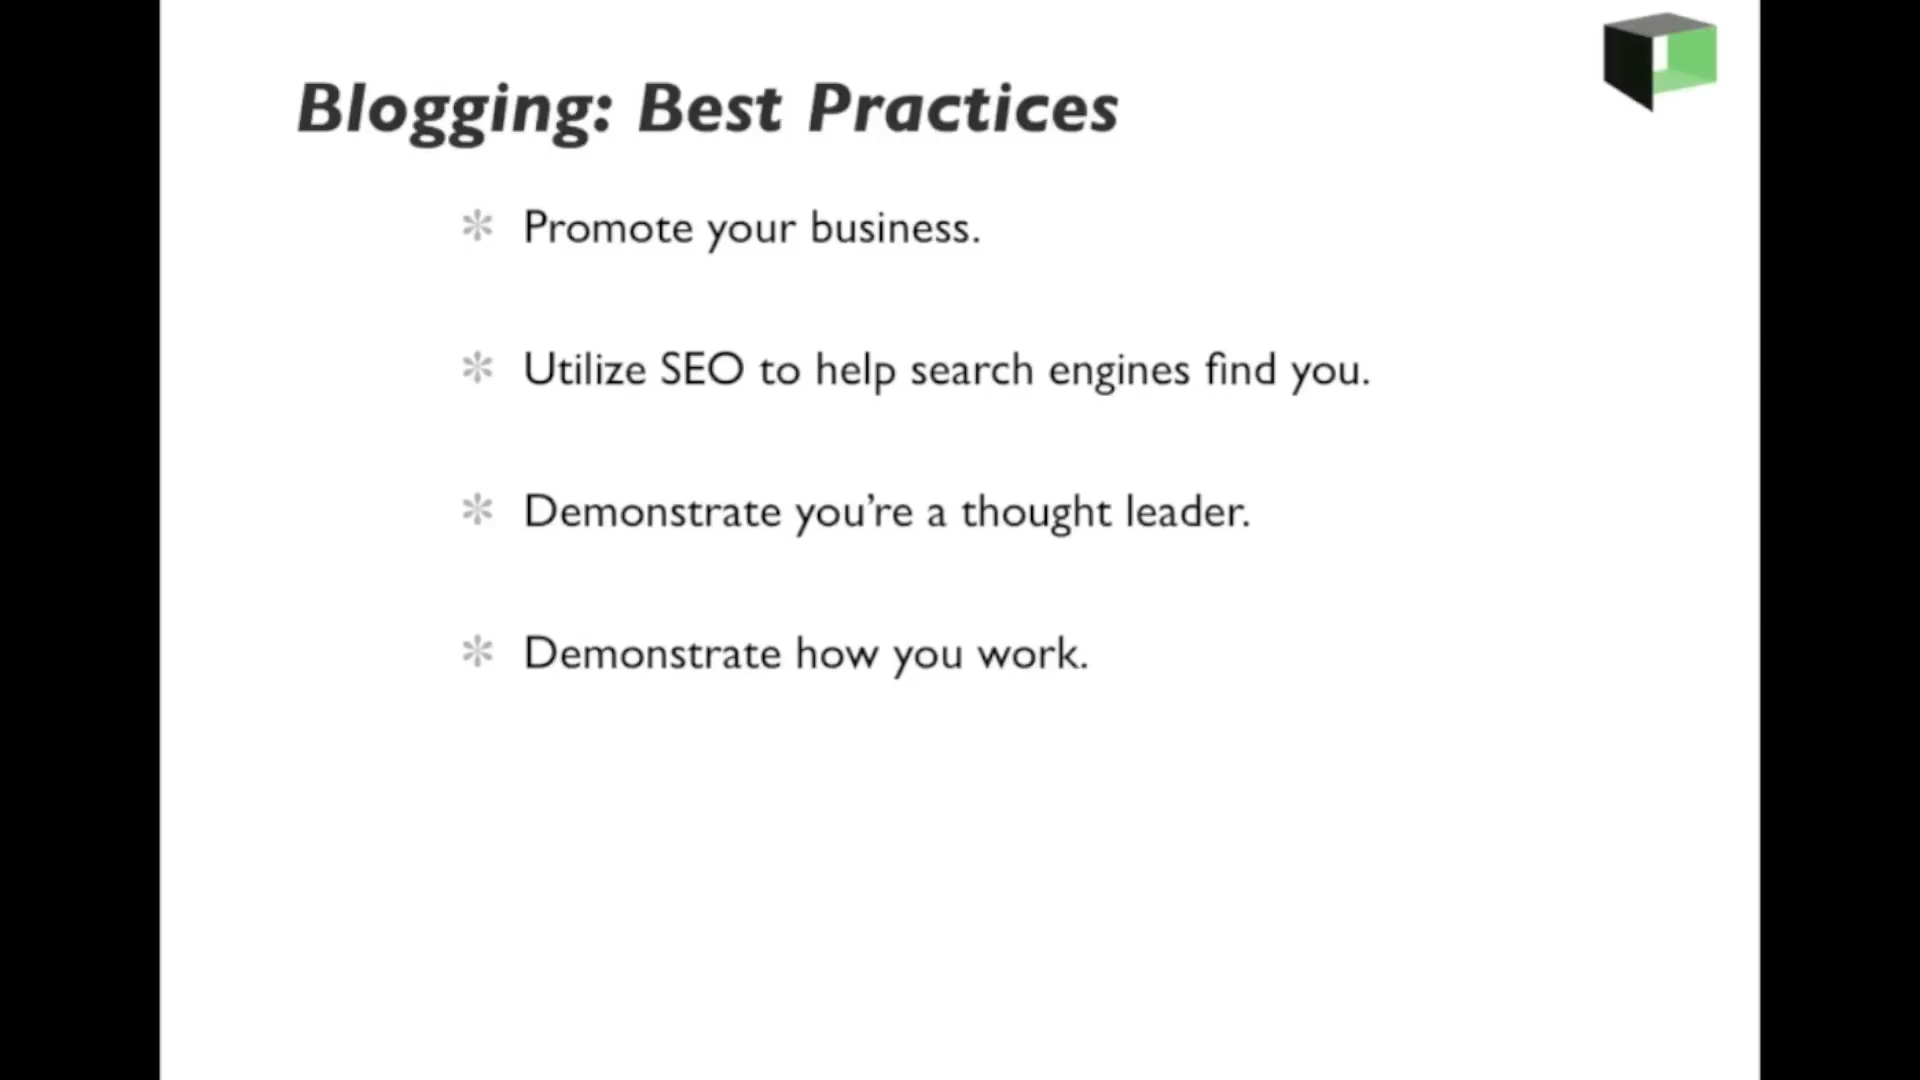 Blogging: Best Practices
✻ Promote your business.
✻ Utilize SEO to help search engines find you.
✻ Demonstrate you’re a thought leader.
✻ Demonstrate how you work.